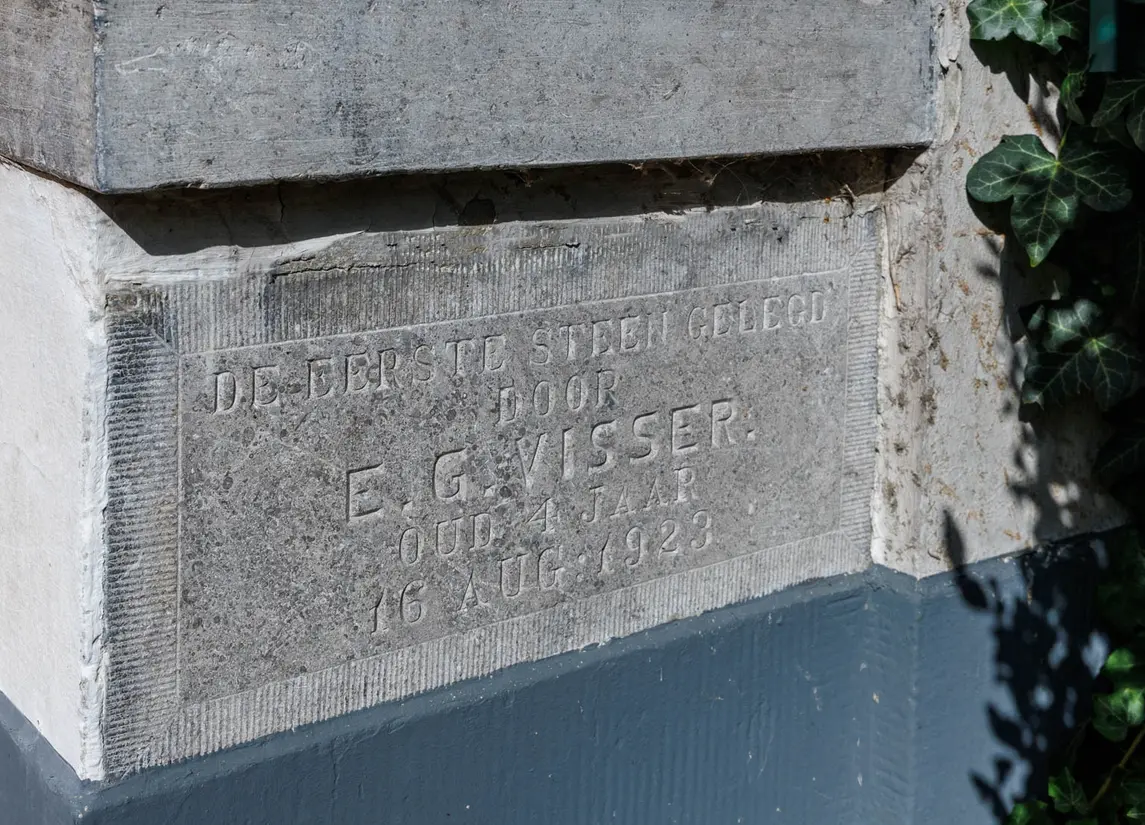 DE EERSTE STEEN GELEGD
DOOR
E. G. VISSER.
OUD 4 JAAR
16 AUG: 1923